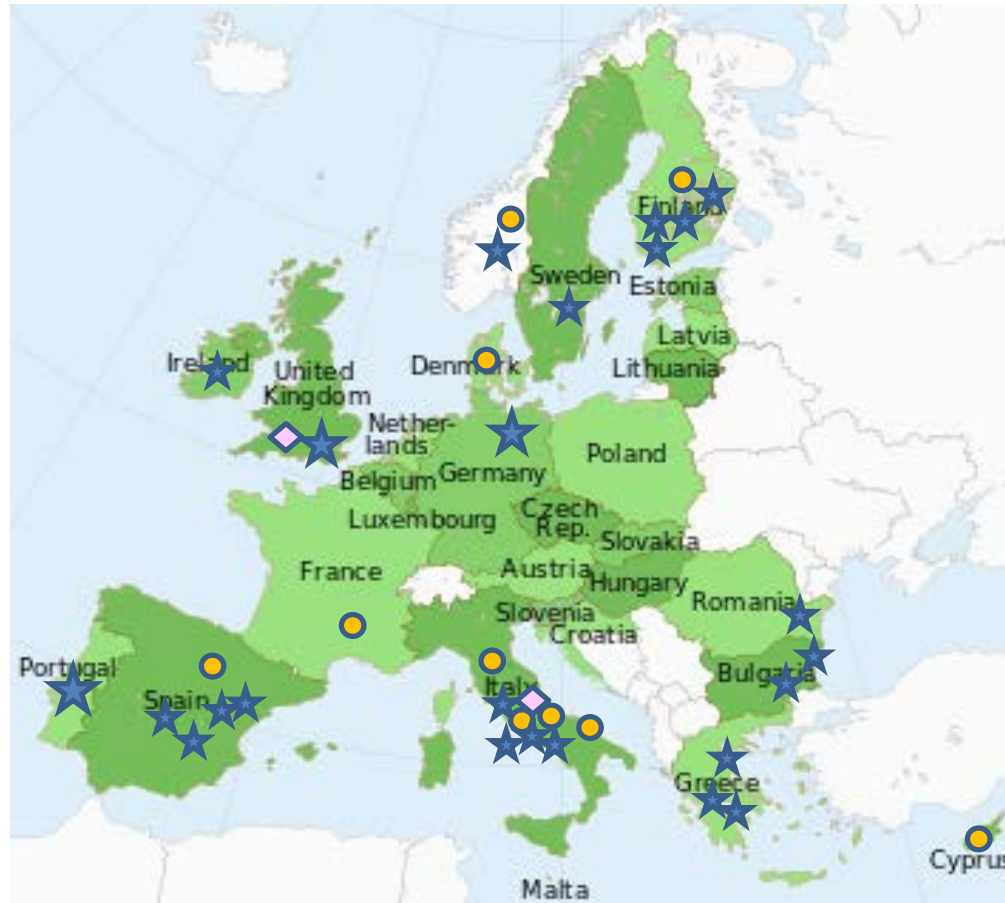 Finland
Sweden
Estonia
Latvia
Lithuania
Denmark
Ireland
United
Kingdom
Nether-
lands
Belgium
Germany
Poland
Luxembourg
Czech
Rep.
Slovakia
France
Austria
Hungary
Slovenia
Romania
Croatia
Portugal
Spain
Italy
Bulgaria
Greece
Cyprus
Malta